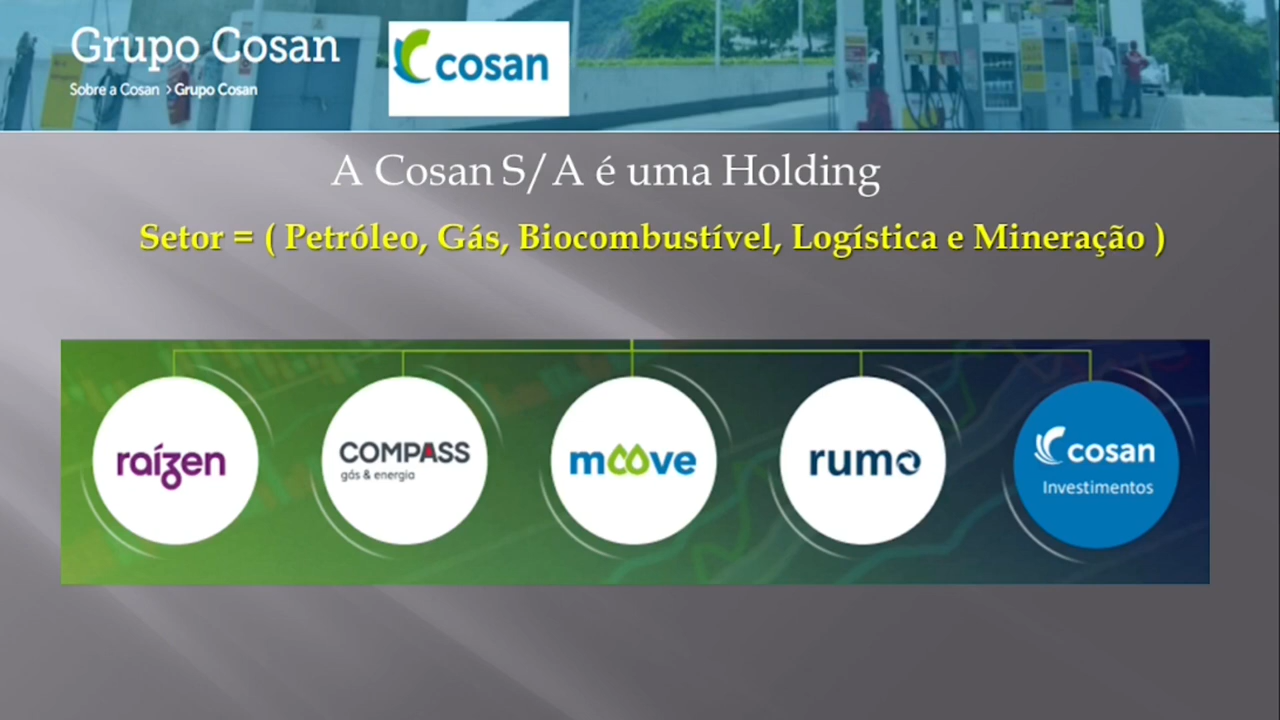 Grupo Cosan
Sobre a Cosan > Grupo Cosan
cosan
A Cosan S/A é uma Holding
Setor = ( Petróleo, Gás, Biocombustível, Logística e Mineração )
raízen
COMPASS
gás & energia
moove
rumo
cosan
Investimentos